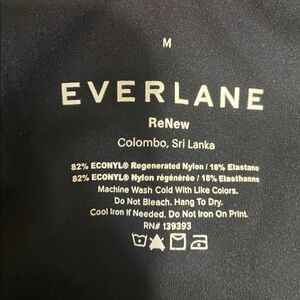 M
EVERLANE
ReNew
Colombo, Sri Lanka
82% ECONYL® Regenerated Nylon / 18% Elastane
82% ECONYL® Nylon régénérée / 18% Elasthanne
Machine Wash Cold With Like Colors.
Do Not Bleach. Hang To Dry.
Cool Iron If Needed. Do Not Iron On Print.
RN# 139393